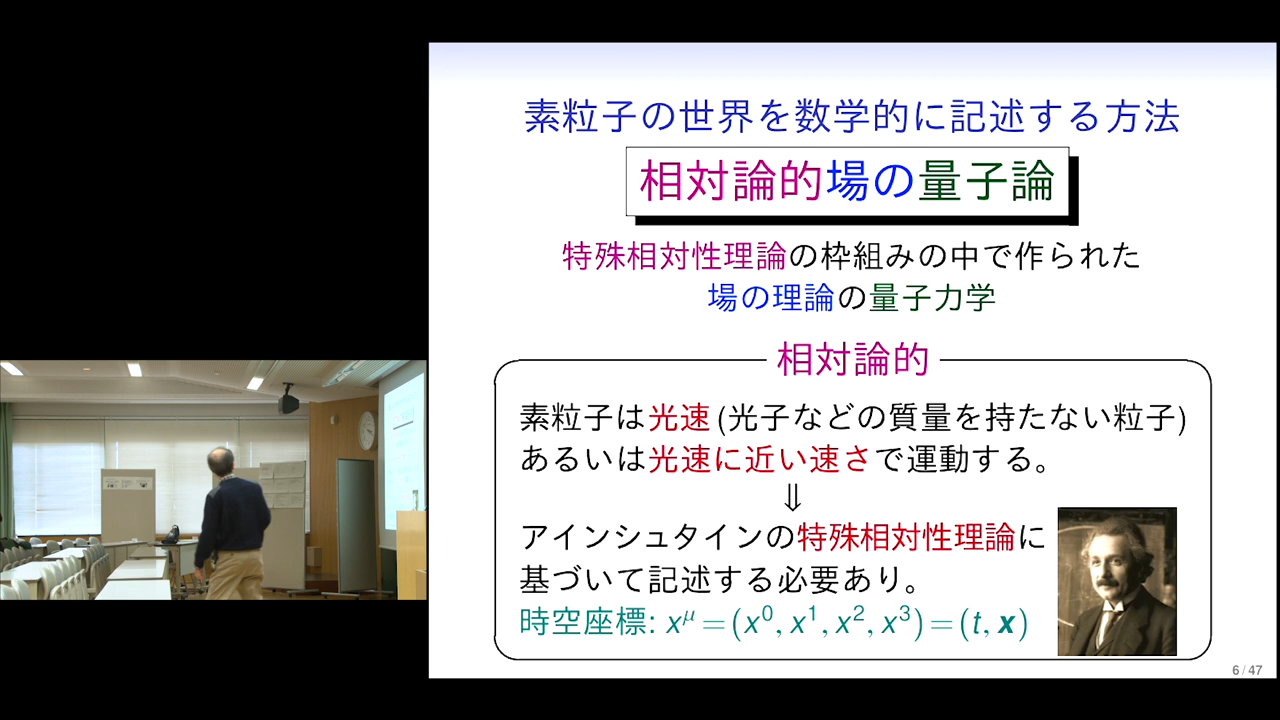 素粒子の世界を数学的に記述する方法
相対論的場の量子論
特殊相対性理論の枠組みの中で作られた
場の理論の量子力学
相対論的
素粒子は光速(光子などの質量を持たない粒子)
あるいは光速に近い速さで運動する。
⇓
アインシュタインの特殊相対性理論に
基づいて記述する必要あり。
時空座標: x^μ = (x^0, x^1, x^2, x^3) = (t, x)
6 / 47